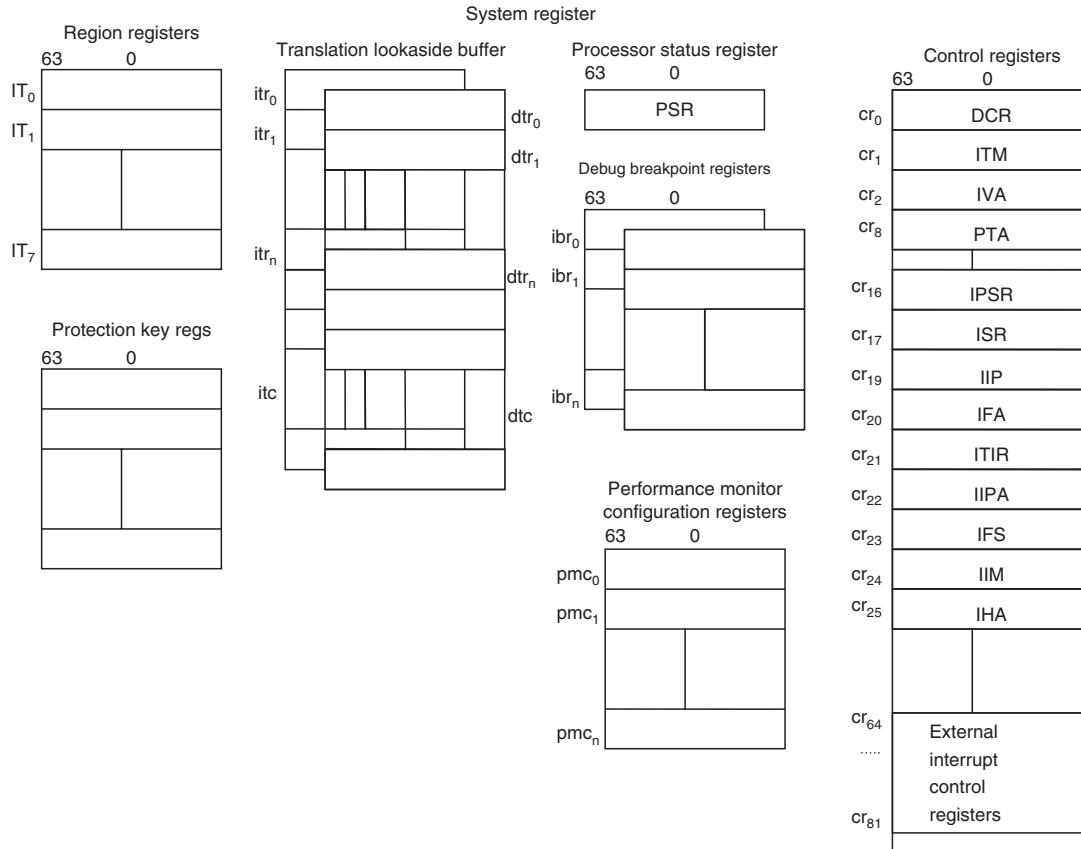 System register
Region registers
63 0
IT0
IT1
IT7
Protection key regs
63 0
Translation lookaside buffer
itr0
itr1
itrn
itc
dtr0
dtr1
dtrn
dtc
Processor status register
63 0
PSR
Debug breakpoint registers
63 0
ibr0
ibr1
ibrn
Performance monitor
configuration registers
63 0
pmc0
pmc1
pmcn
Control registers
63 0
cr0 DCR
cr1 ITM
cr2 IVA
cr8 PTA
cr16 IPSR
cr17 ISR
cr19 IIP
cr20 IFA
cr21 ITIR
cr22 IIPA
cr23 IFS
cr24 IIM
cr25 IHA
cr64 External
..... interrupt
control
cr81 registers